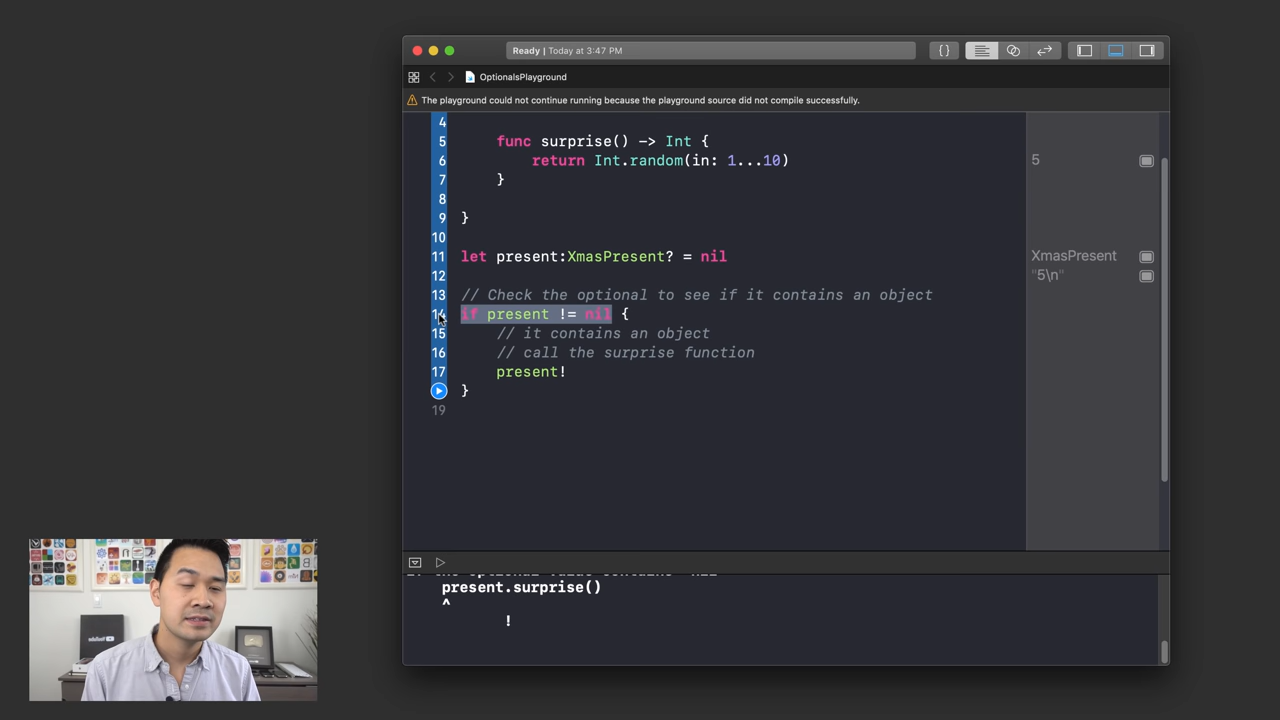 Ready | Today at 3:47 PM
{}
OptionalsPlayground
The playground could not continue running because the playground source did not compile successfully.
4
5 func surprise() -> Int {
6 return Int.random(in: 1...10)
5
7 }
8
9 }
10
11 let present:XmasPresent? = nil
XmasPresent
12
"5\n"
13 // Check the optional to see if it contains an object
14 if present != nil {
15 // it contains an object
16 // call the surprise function
17 present!
}
19
present.surprise()
^
!
YouTube